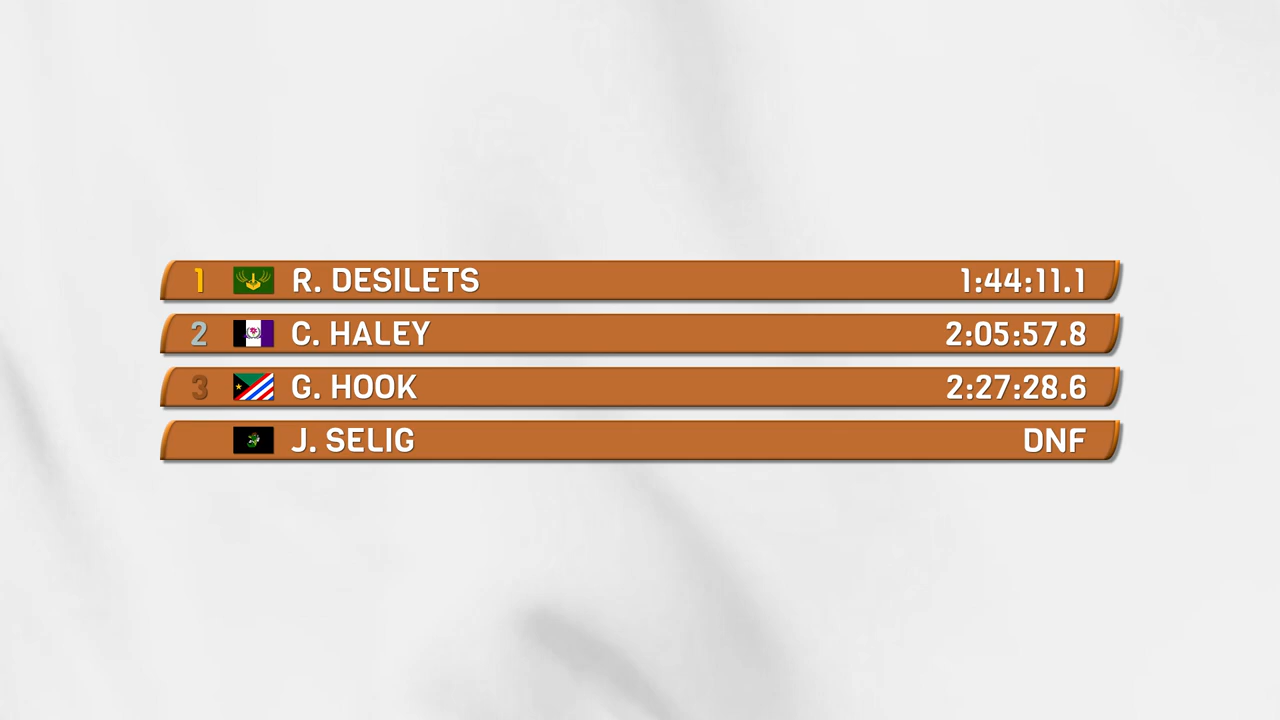 1 R. DESILETS 1:44:11.1
2 C. HALEY 2:05:57.8
3 G. HOOK 2:27:28.6
J. SELIG DNF